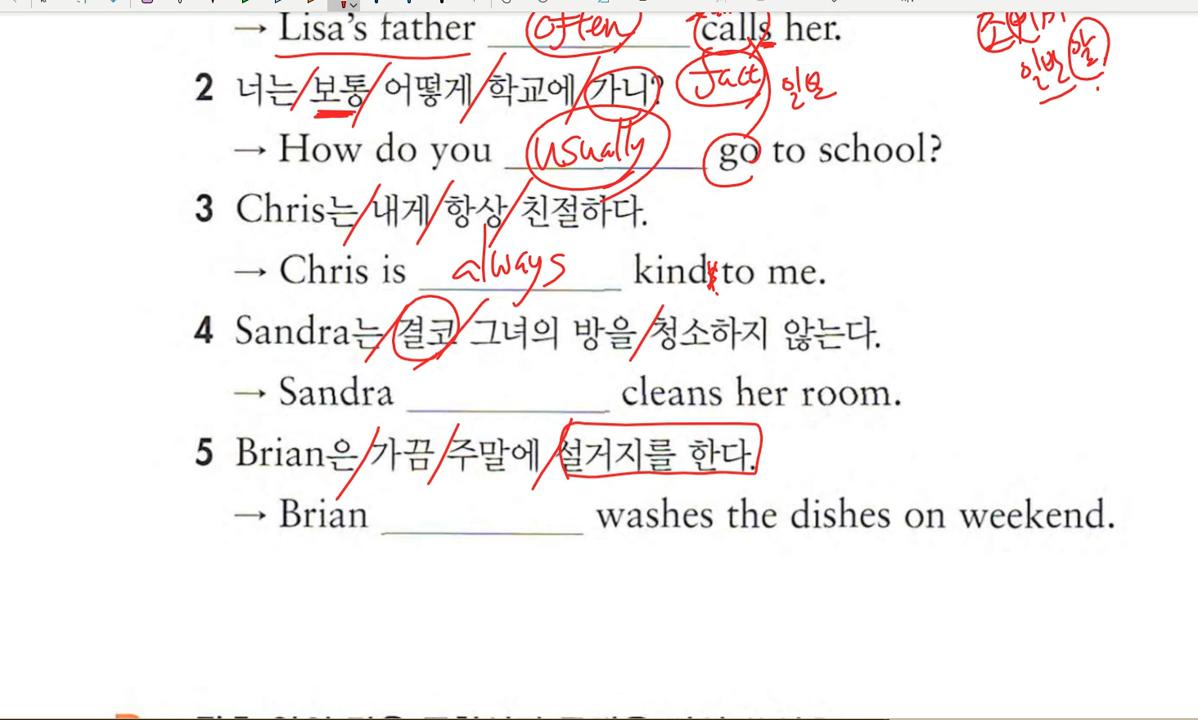 → Lisa's father often calls her.
2 너는/보통/어떻게/학교에/가니? fact 일반
→ How do you usually go to school?
3 Chris는/내게/항상/친절하다.
→ Chris is always kind to me.
4 Sandra는/결코/그녀의 방을/청소하지 않는다.
→ Sandra ________ cleans her room.
5 Brian은/가끔/주말에/설거지를 한다.
→ Brian ________ washes the dishes on weekend.